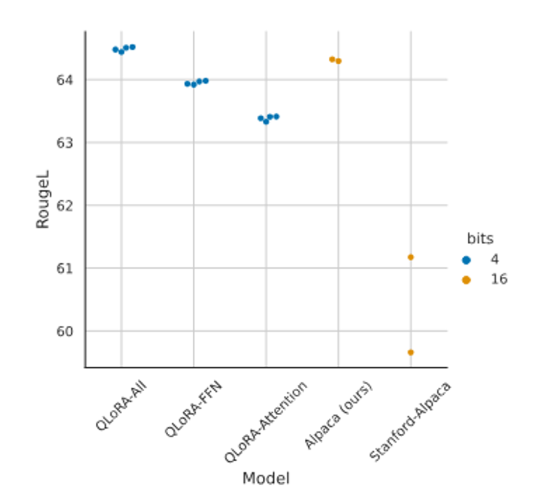 64
63
62
61
60
RougeL
bits
4
16
QLoRA-All
QLoRA-FFN
QLoRA-Attention
Alpaca (ours)
Stanford-Alpaca
Model